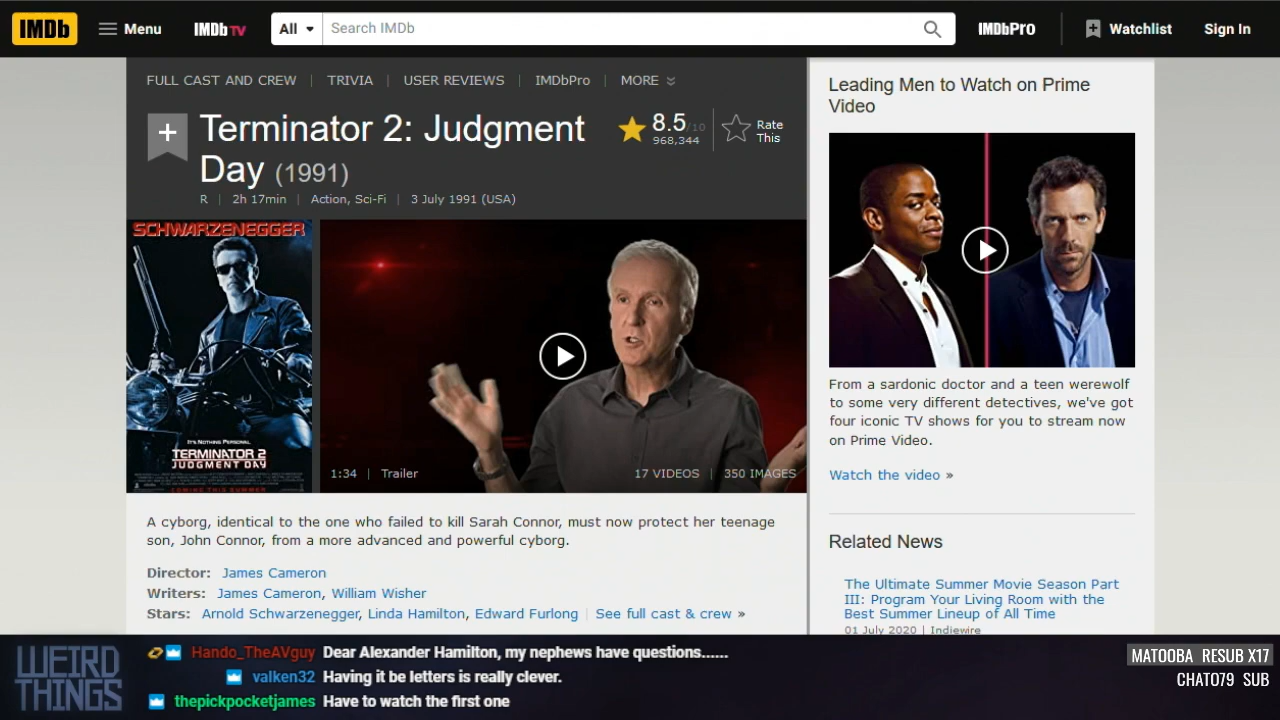 IMDb
Menu
IMDb TV
All
Search IMDb
IMDbPro
Watchlist
Sign In
FULL CAST AND CREW | TRIVIA | USER REVIEWS | IMDbPro | MORE
Terminator 2: Judgment
Day (1991)
8.5/10
968,344
Rate
This
R | 2h 17min | Action, Sci-Fi | 3 July 1991 (USA)
SCHWARZENEGGER
IT'S NOTHING PERSONAL.
TERMINATOR 2
JUDGMENT DAY
COMING THIS SUMMER
1:34 | Trailer
17 VIDEOS | 350 IMAGES
A cyborg, identical to the one who failed to kill Sarah Connor, must now protect her teenage
son, John Connor, from a more advanced and powerful cyborg.
Director: James Cameron
Writers: James Cameron, William Wisher
Stars: Arnold Schwarzenegger, Linda Hamilton, Edward Furlong | See full cast & crew »
Leading Men to Watch on Prime
Video
From a sardonic doctor and a teen werewolf
to some very different detectives, we've got
four iconic TV shows for you to stream now
on Prime Video.
Watch the video »
Related News
The Ultimate Summer Movie Season Part
III: Program Your Living Room with the
Best Summer Lineup of All Time
01 July 2020 | Indiewire
WEIRD
THINGS
Hando_TheAVguy Dear Alexander Hamilton, my nephews have questions......
valken32 Having it be letters is really clever.
thepickpocketjames Have to watch the first one
MATOOBA RESUB X17
CHATO79 SUB